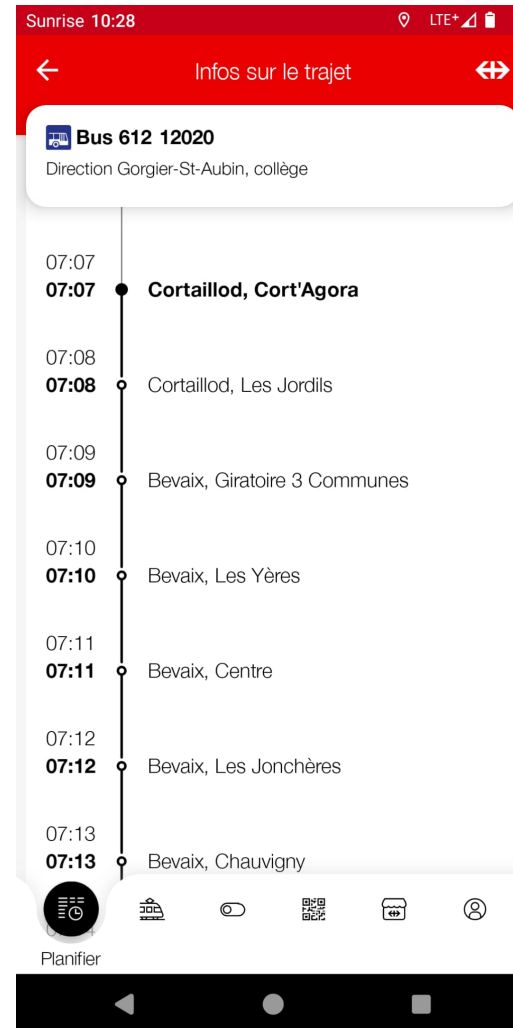 Sunrise 10:28 LTE+
Infos sur le trajet
Bus 612 12020
Direction Gorgier-St-Aubin, collège
07:07
07:07 Cortaillod, Cort'Agora
07:08
07:08 Cortaillod, Les Jordils
07:09
07:09 Bevaix, Giratoire 3 Communes
07:10
07:10 Bevaix, Les Yères
07:11
07:11 Bevaix, Centre
07:12
07:12 Bevaix, Les Jonchères
07:13
07:13 Bevaix, Chauvigny
Planifier